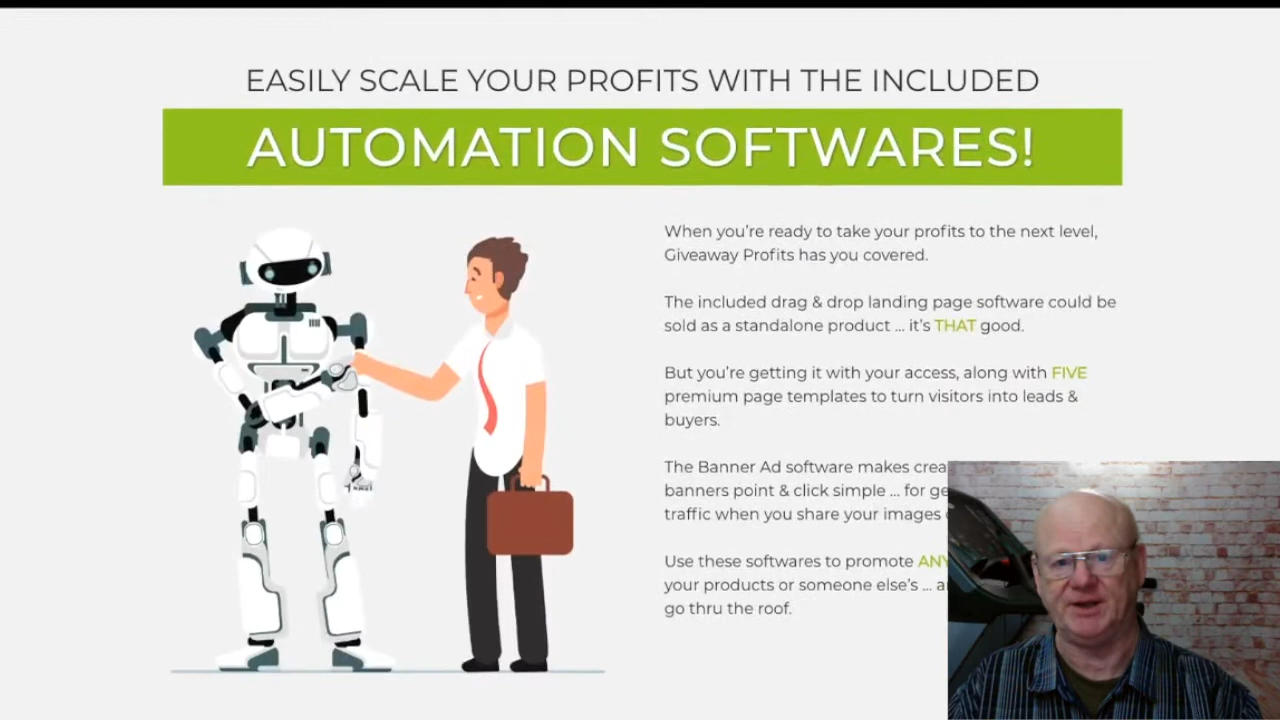 EASILY SCALE YOUR PROFITS WITH THE INCLUDED
AUTOMATION SOFTWARES!
When you're ready to take your profits to the next level,
Giveaway Profits has you covered.
The included drag & drop landing page software could be
sold as a standalone product ... it's THAT good.
But you're getting it with your access, along with FIVE
premium page templates to turn visitors into leads &
buyers.
The Banner Ad software makes
banners point & click simple ... for
traffic when you share your images
Use these softwares to promote
your products or someone else's ...
go thru the roof.